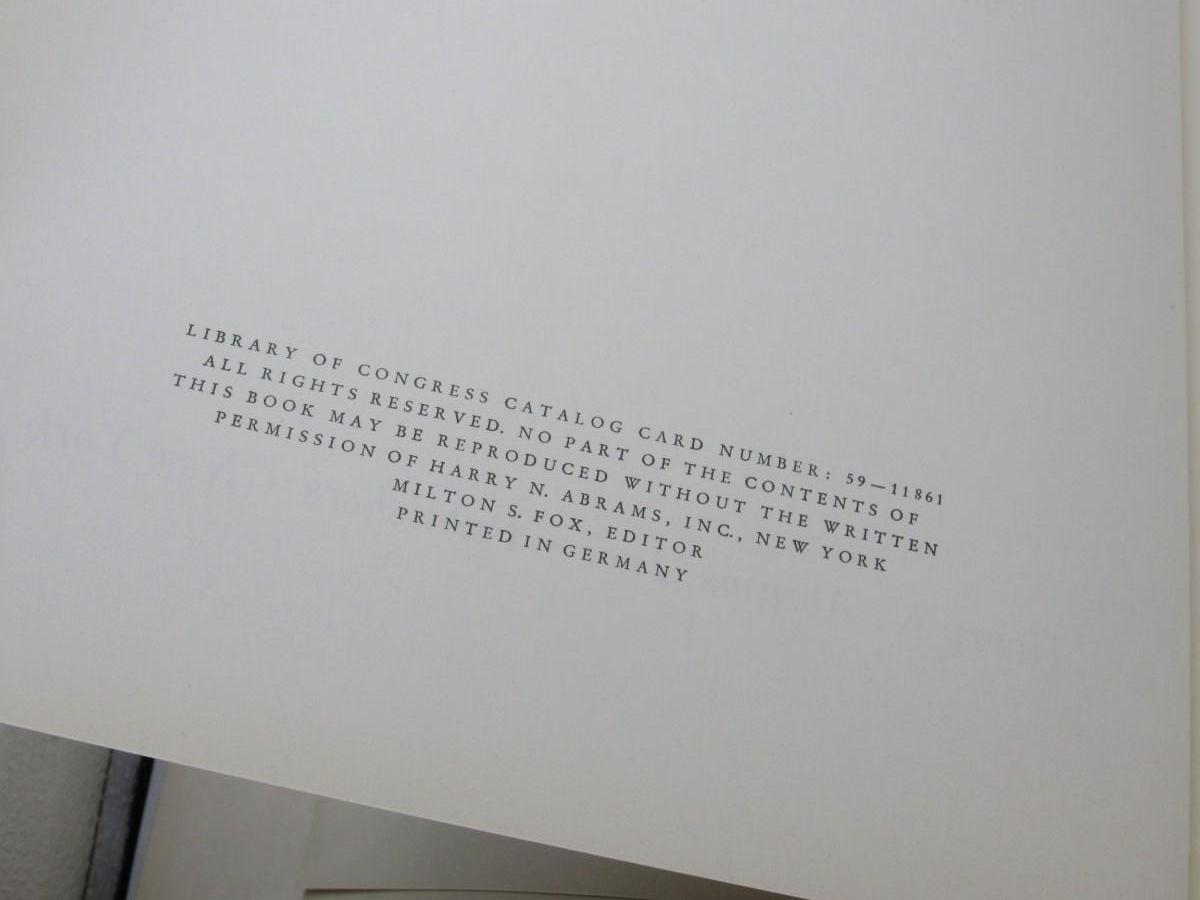 LIBRARY OF CONGRESS CATALOG CARD NUMBER: 59—11861
ALL RIGHTS RESERVED. NO PART OF THE CONTENTS OF
THIS BOOK MAY BE REPRODUCED WITHOUT THE WRITTEN
PERMISSION OF HARRY N. ABRAMS, INC., NEW YORK
MILTON S. FOX, EDITOR
PRINTED IN GERMANY